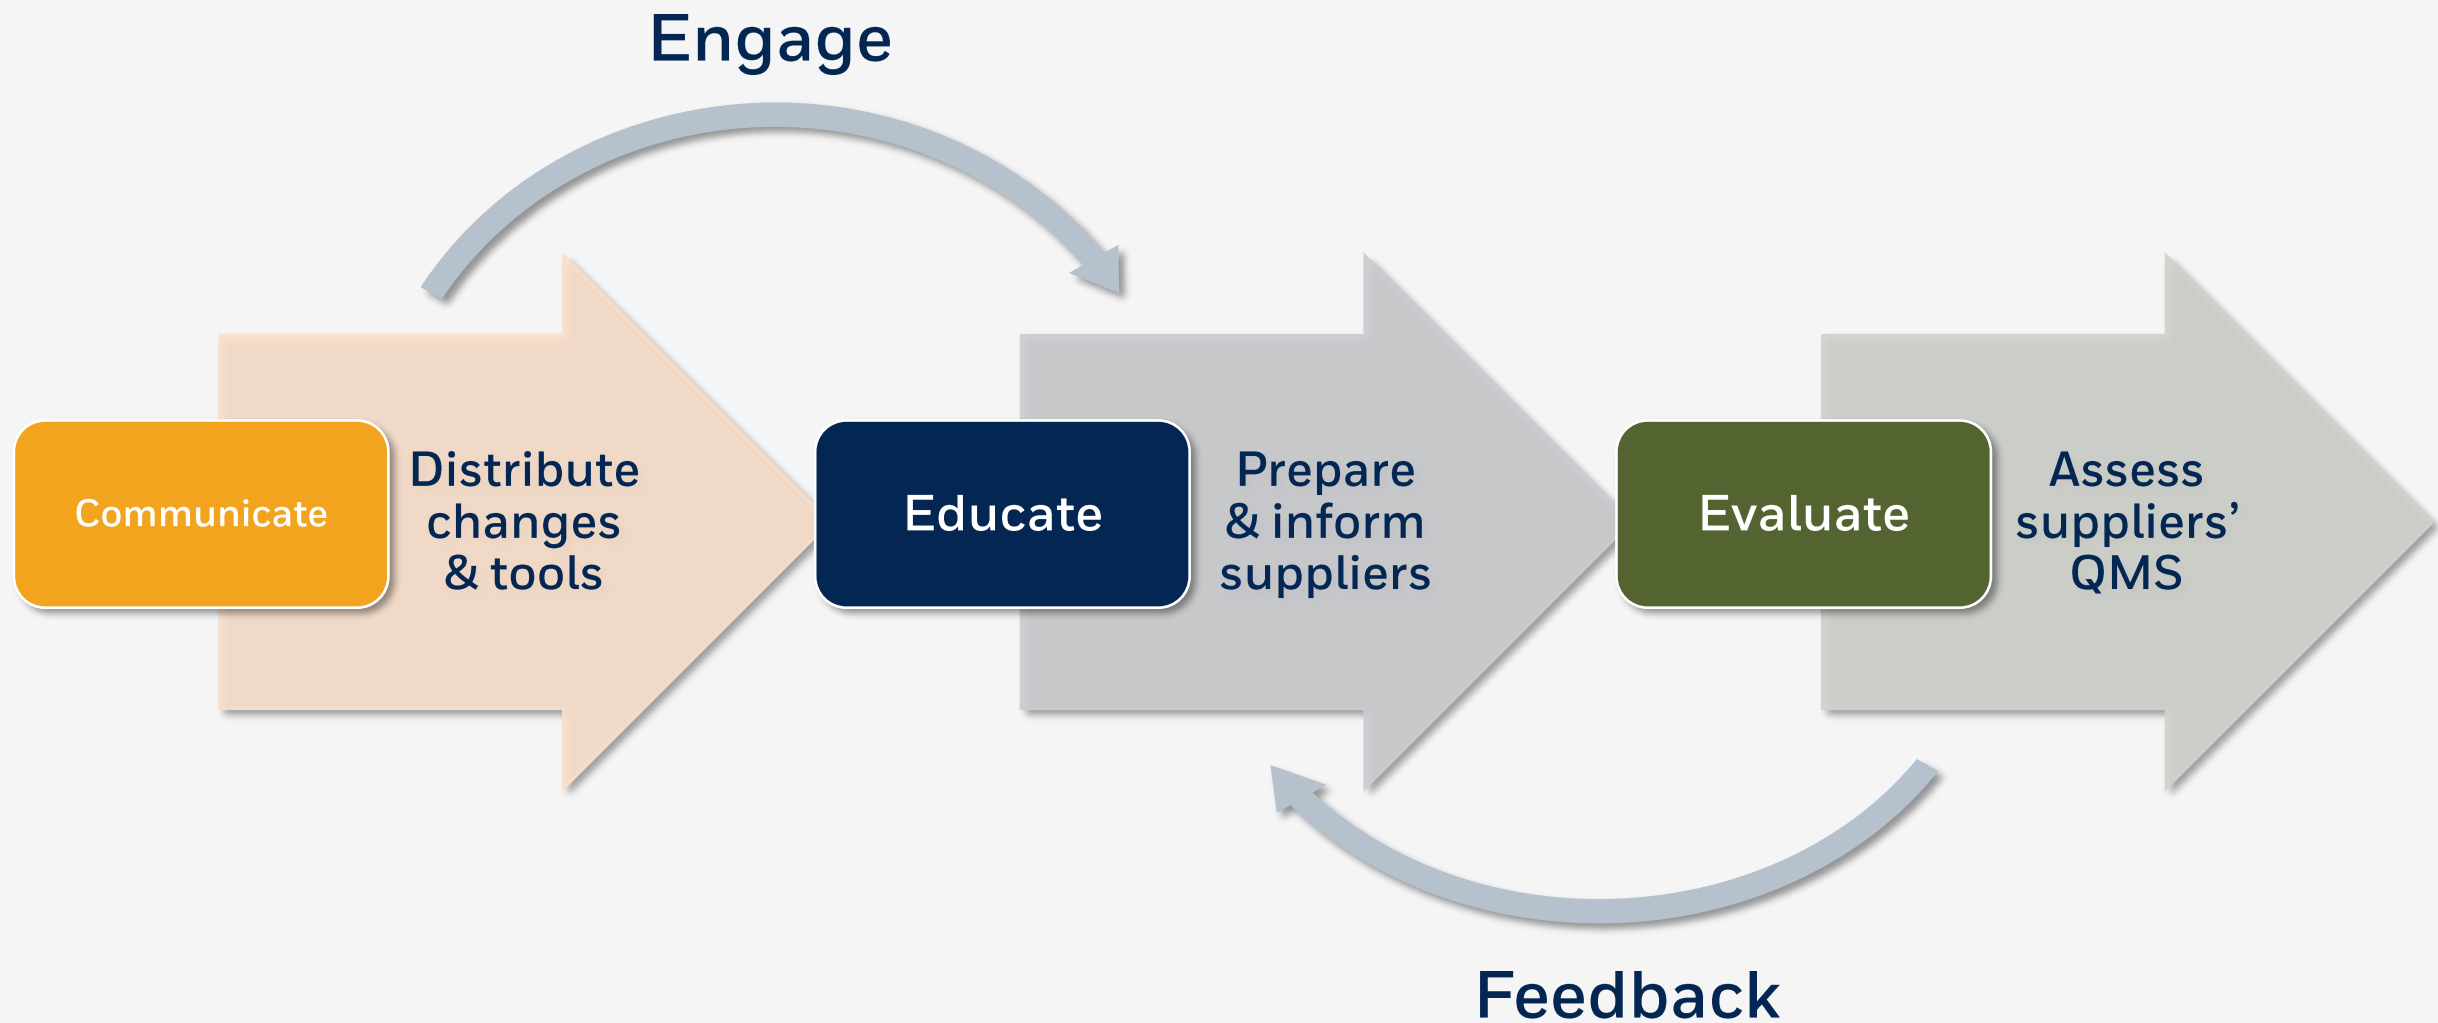 Engage
Communicate
Distribute
changes
& tools
Educate
Prepare
& inform
suppliers
Evaluate
Assess
suppliers’
QMS
Feedback